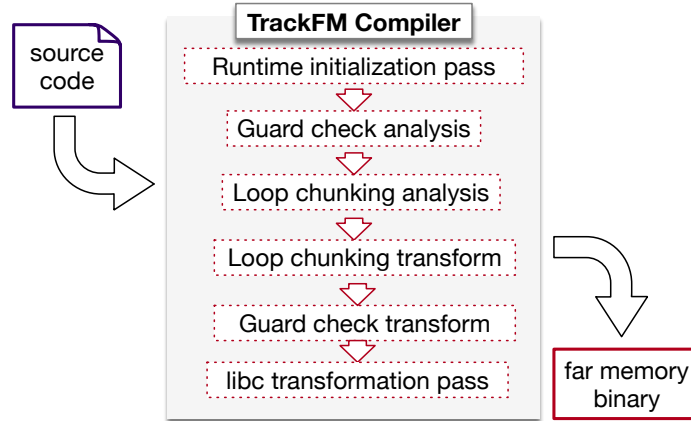 TrackFM Compiler
source
code
Runtime initialization pass
Guard check analysis
Loop chunking analysis
Loop chunking transform
Guard check transform
libc transformation pass
far memory
binary